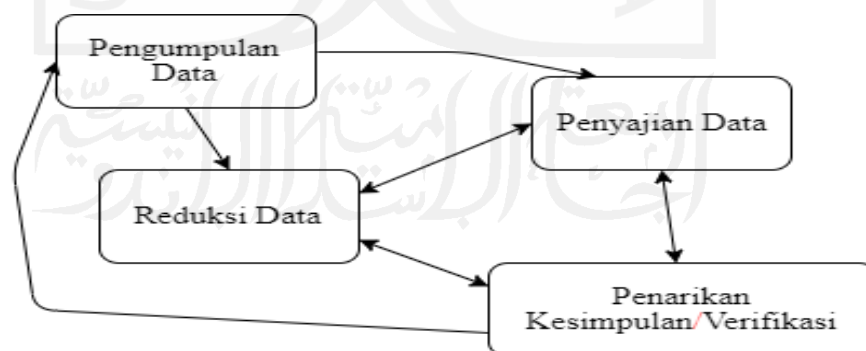 Pengumpulan
Data
Penyajian Data
Reduksi Data
Penarikan
Kesimpulan/Verifikasi